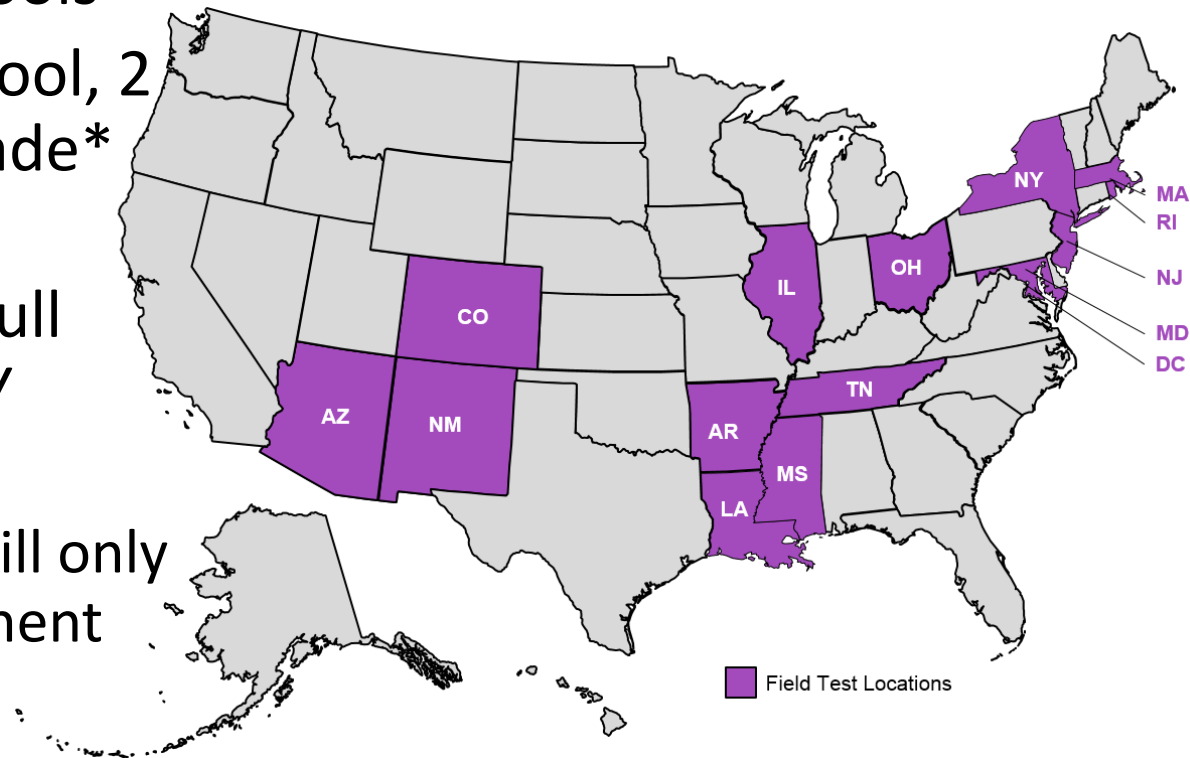 ool, 2
ade*
ull
ill only
nent
NY
MA
RI
NJ
MD
DC
OH
IL
CO
TN
AZ
NM
AR
MS
LA
Field Test Locations